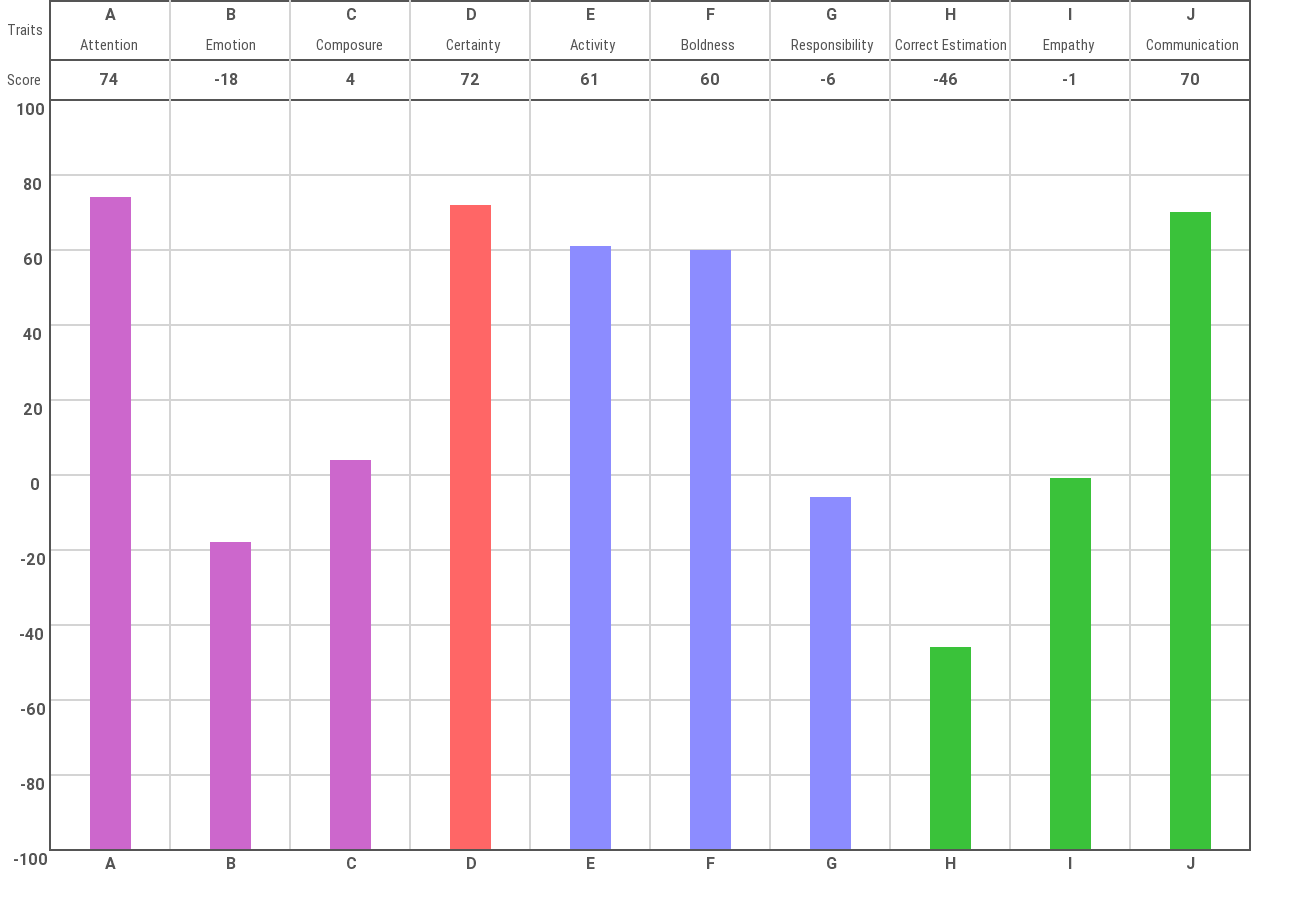 A B C D E F G H I J
Traits
Attention Emotion Composure Certainty Activity Boldness Responsibility Correct Estimation Empathy Communication
Score 74 -18 4 72 61 60 -6 -46 -1 70
100
80
60
40
20
0
-20
-40
-60
-80
-100
A B C D E F G H I J